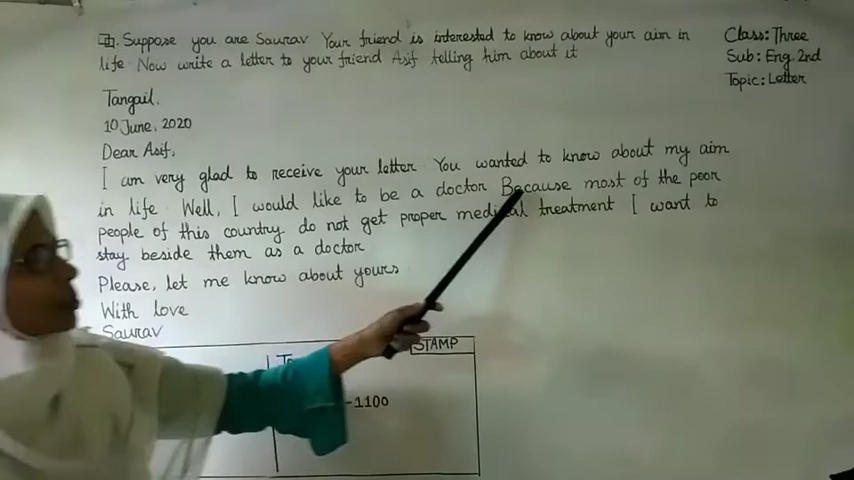 Suppose you are Saurav Your friend is interested to know about your aim in
life Now write a letter to your friend Asif telling him about it
Class: Three
Sub: Eng. 2nd
Topic: Letter
Tangail.
10 June, 2020
Dear Asif,
I am very glad to receive your letter You wanted to know about my aim
in life Well, I would like to be a doctor Because most of the poor
people of this country do not get proper medical treatment I want to
stay beside them as a doctor
Please, let me know about yours
With love
Saurav
STAMP
To
-1100